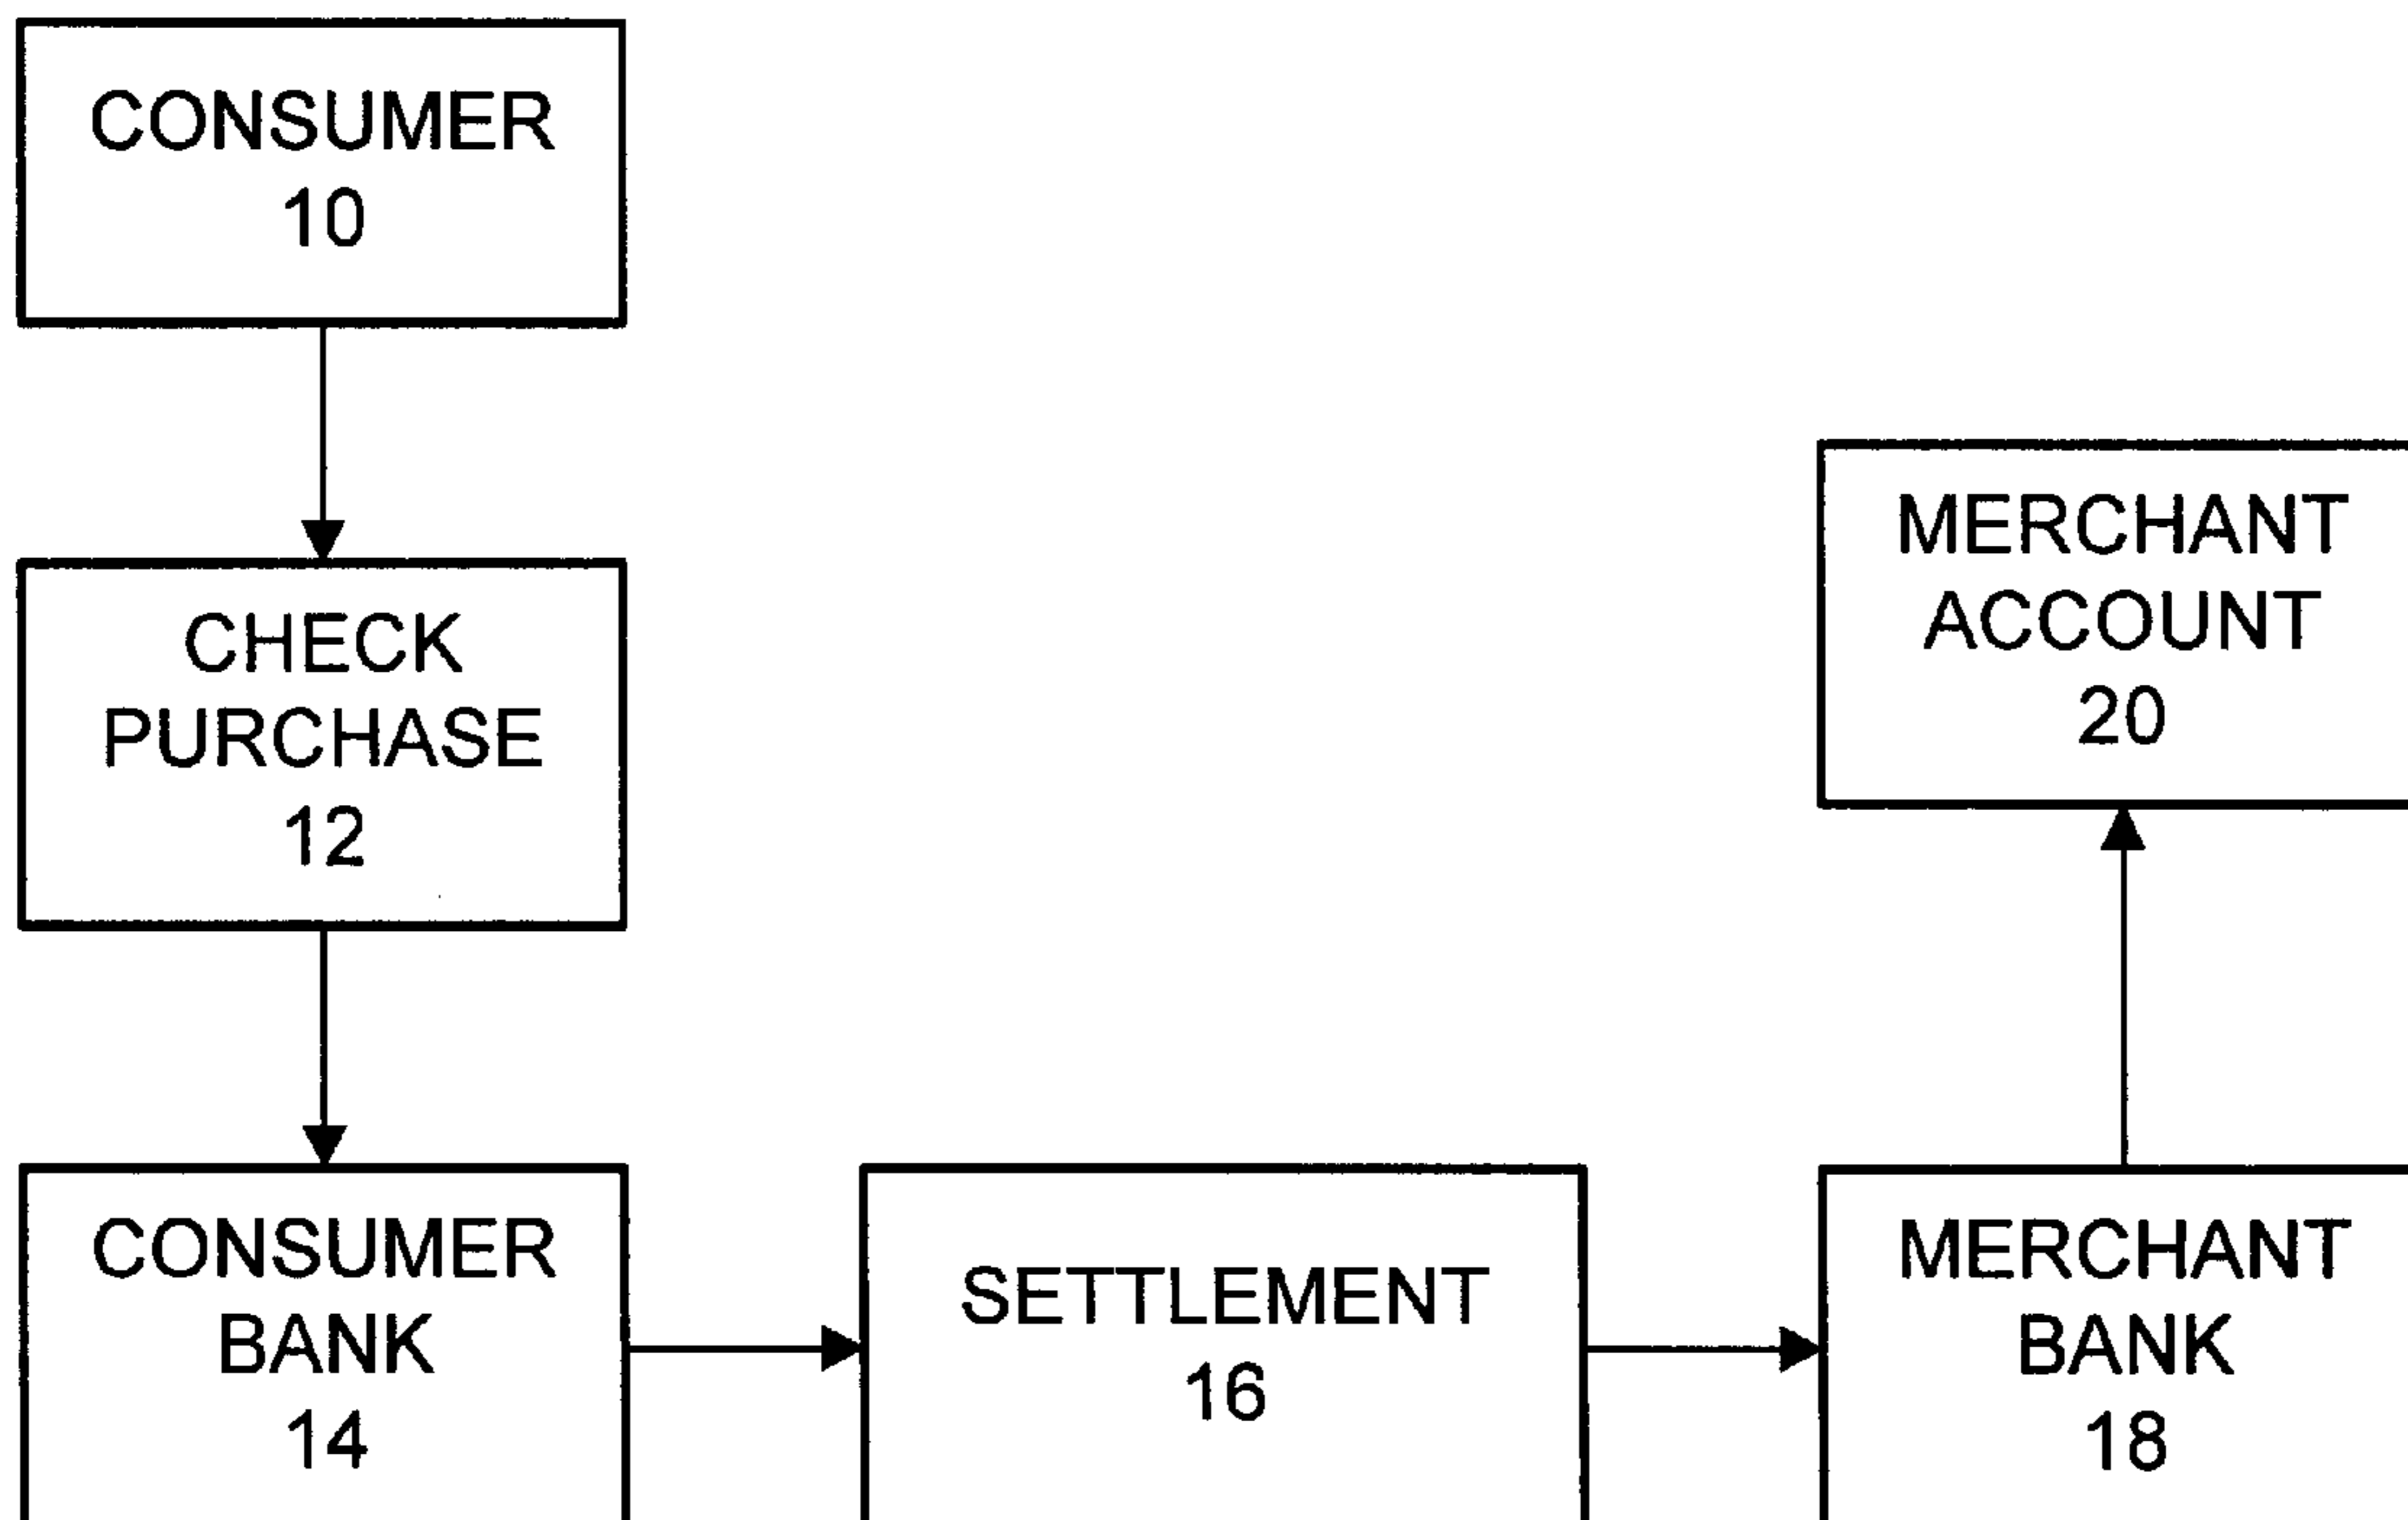 CONSUMER
10
CHECK
PURCHASE
12
CONSUMER
BANK
14
SETTLEMENT
16
MERCHANT
BANK
18
MERCHANT
ACCOUNT
20